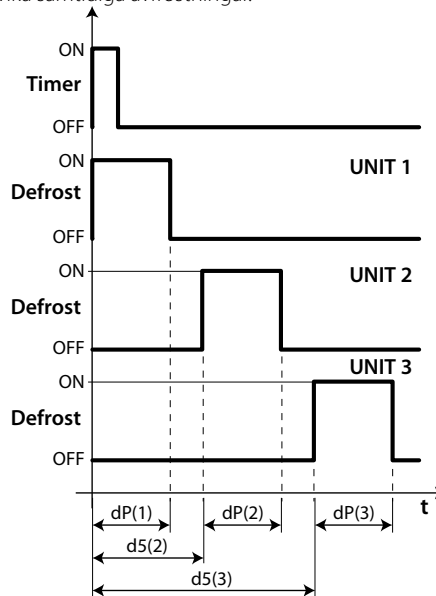 ON
Timer
OFF
ON
UNIT 1
Defrost
OFF
ON
UNIT 2
Defrost
OFF
UNIT 3
ON
Defrost
OFF
t
dP(1)
dP(2)
dP(3)
d5(2)
d5(3)